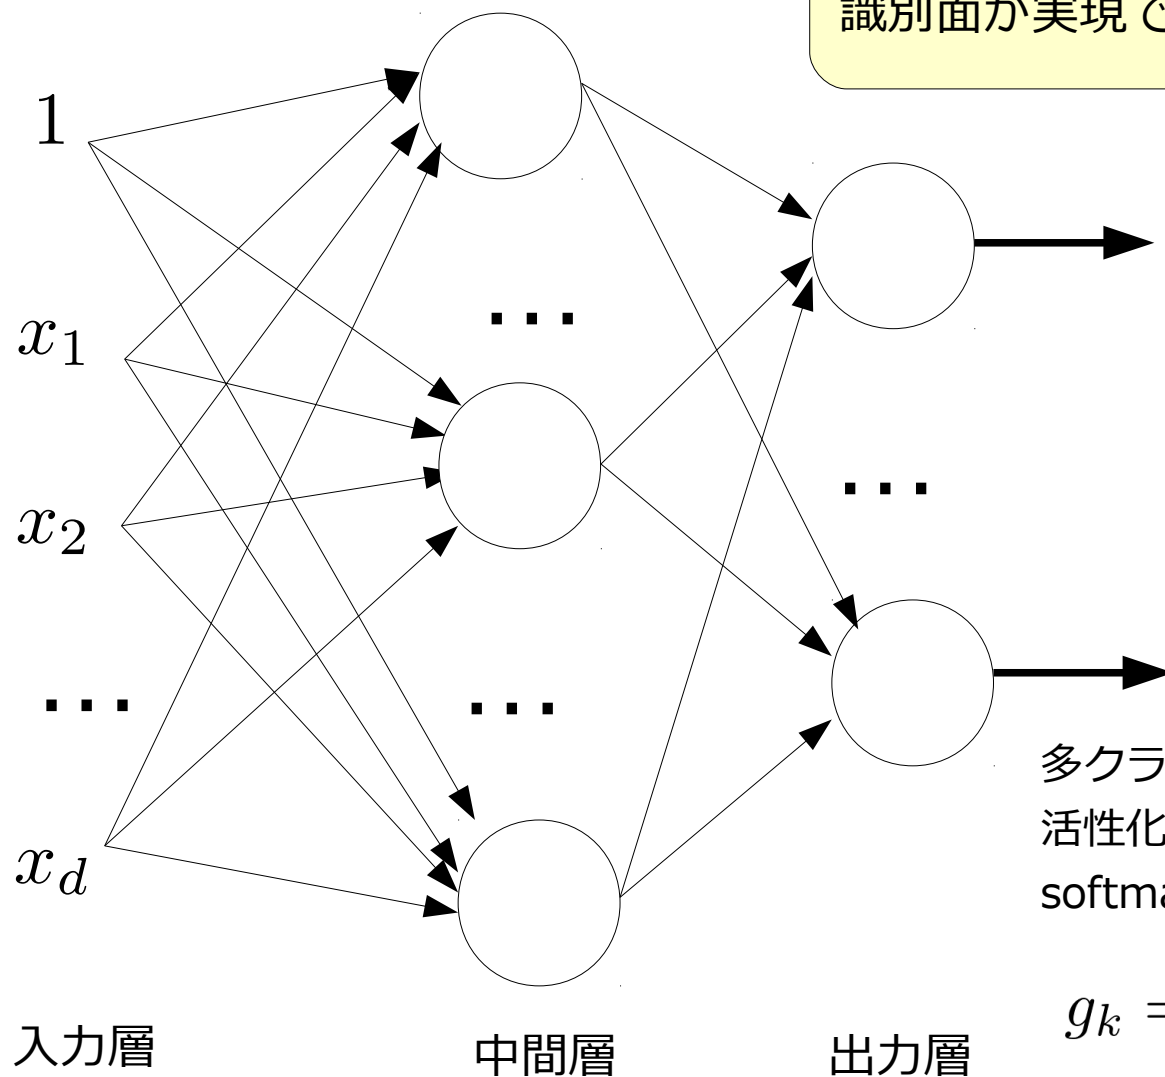 識別面が実現
1
x_1
…
x_2
…
…
…
x_d
多クラ
活性化
softma
g_k =
入力層
中間層
出力層